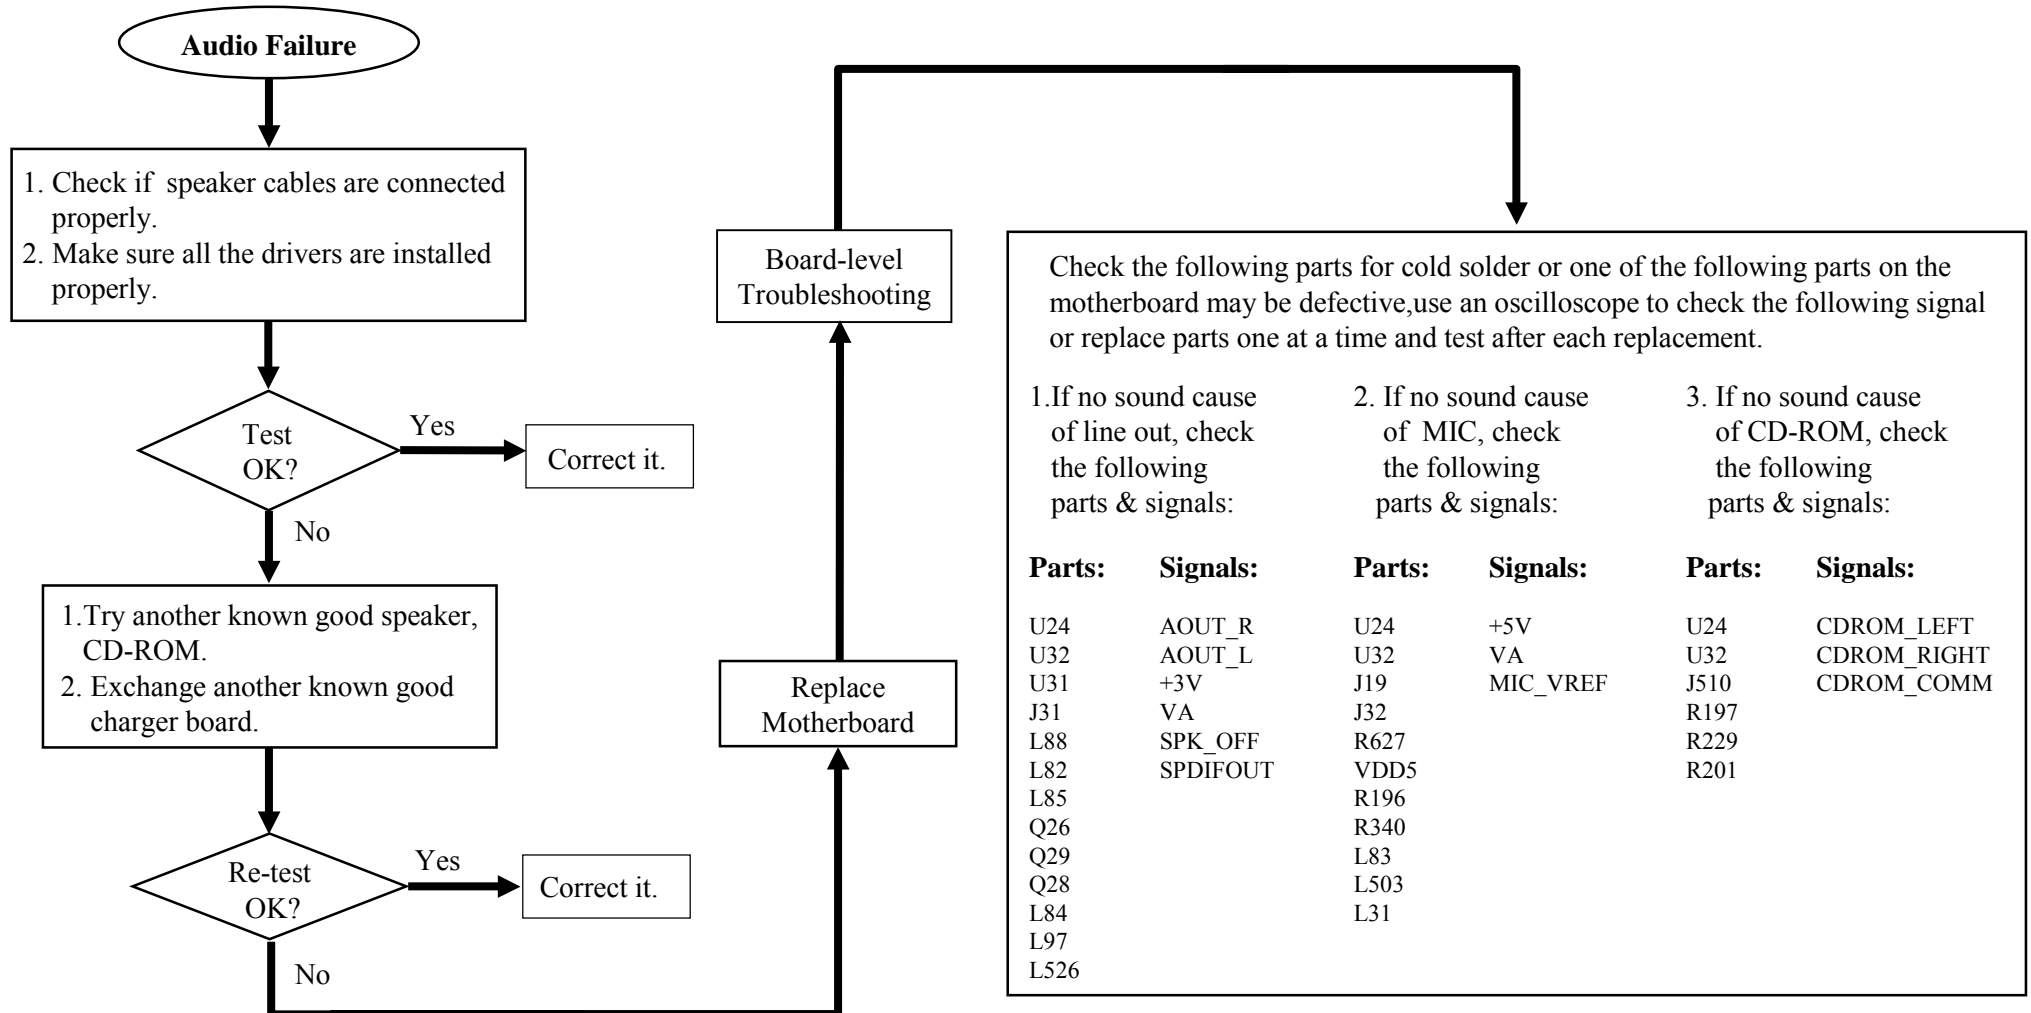 Audio Failure
1. Check if  speaker cables are connected
properly.
2. Make sure all the drivers are installed
properly.
Test
OK?
Yes
Correct it.
No
1.Try another known good speaker,
CD-ROM.
2. Exchange another known good
charger board.
Re-test
OK?
Yes
Correct it.
No
Replace
Motherboard
Board-level
Troubleshooting
Check the following parts for cold solder or one of the following parts on the
motherboard may be defective,use an oscilloscope to check the following signal
or replace parts one at a time and test after each replacement.
1.If no sound cause
of line out, check
the following
parts & signals:
Parts: Signals:
U24 AOUT_R
U32 AOUT_L
U31 +3V
J31 VA
L88 SPK_OFF
L82 SPDIFOUT
L85
Q26
Q29
Q28
L84
L97
L526
2. If no sound cause
of  MIC, check
the following
parts & signals:
Parts: Signals:
U24 +5V
U32 VA
J19 MIC_VREF
J32
R627
VDD5
R196
R340
L83
L503
L31
3. If no sound cause
of CD-ROM, check
the following
parts & signals:
Parts: Signals:
U24 CDROM_LEFT
U32 CDROM_RIGHT
J510 CDROM_COMM
R197
R229
R201